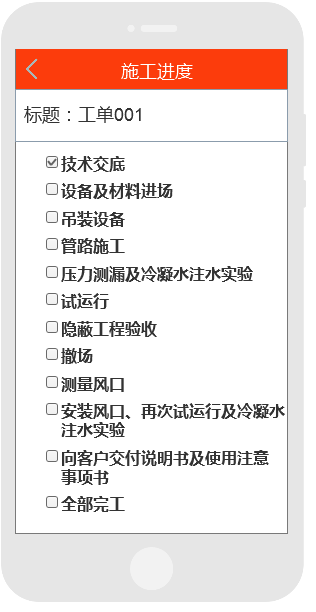 施工进度
标题：工单001
技术交底
设备及材料进场
吊装设备
管路施工
压力测漏及冷凝水注水实验
试运行
隐蔽工程验收
撤场
测量风口
安装风口、再次试运行及冷凝水
注水实验
向客户交付说明书及使用注意
事项书
全部完工